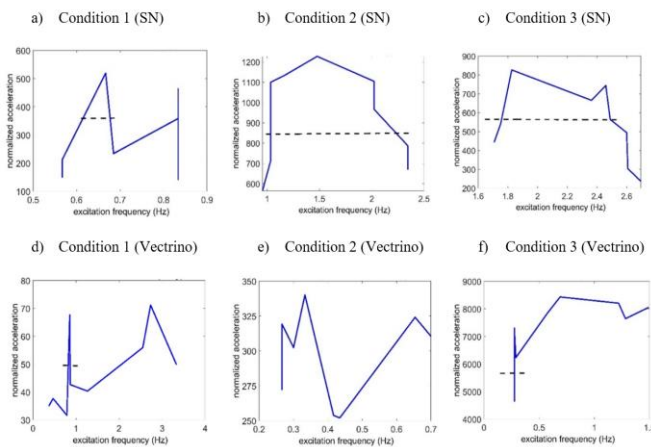 a) Condition 1 (SN)
b) Condition 2 (SN)
c) Condition 3 (SN)
600
500
400
300
200
100
normalized acceleration
0.5 0.6 0.7 0.8 0.9
excitation frequency (Hz)
1200
1100
1000
900
800
700
600
normalized acceleration
1 1.5 2 2.5
excitation frequency (Hz)
900
800
700
600
500
400
300
200
normalized acceleration
1.6 1.8 2 2.2 2.4 2.6
excitation frequency (Hz)
d) Condition 1 (Vectrino)
e) Condition 2 (Vectrino)
f) Condition 3 (Vectrino)
80
70
60
50
40
30
normalized acceleration
0 1 2 3 4
excitation frequency (Hz)
350
325
300
275
250
normalized acceleration
0.2 0.3 0.4 0.5 0.6 0.7
excitation frequency (Hz)
9000
8000
7000
6000
5000
4000
normalized acceleration
0 0.5 1
excitation frequency (Hz)